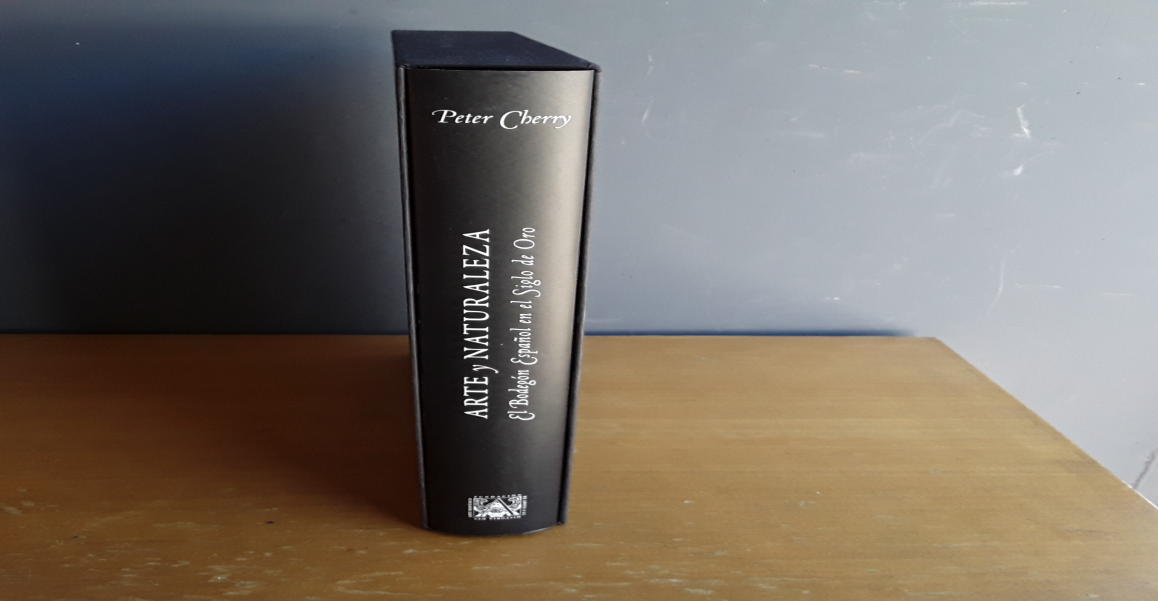 Peter Cherry
ARTE y NATURALEZA
El Bodegón Español en el Siglo de Oro